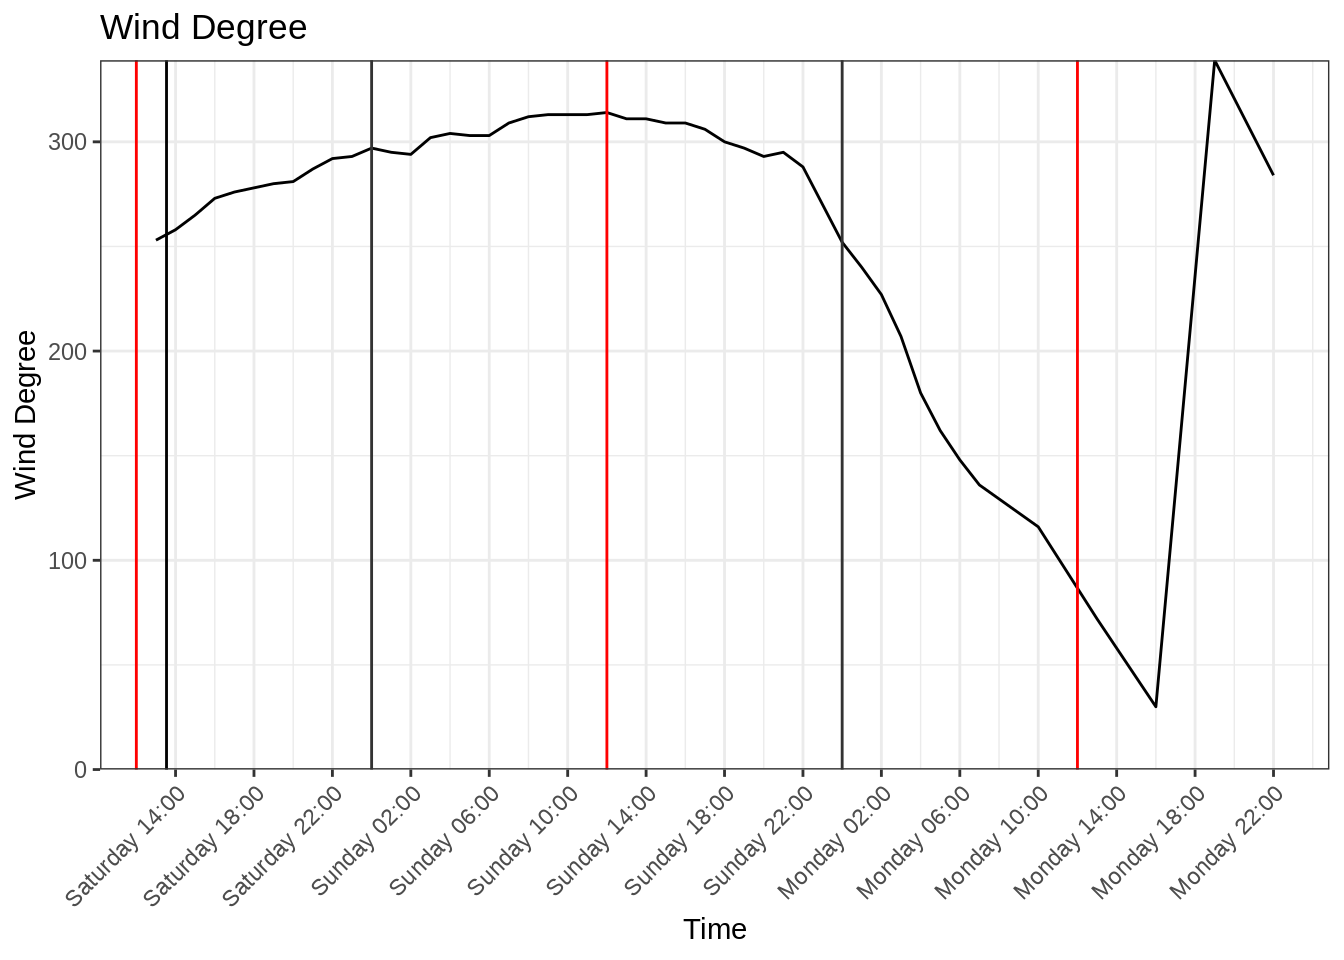 Wind Degree
Wind Degree
300
200
100
0
Saturday 14:00
Saturday 18:00
Saturday 22:00
Sunday 02:00
Sunday 06:00
Sunday 10:00
Sunday 14:00
Sunday 18:00
Sunday 22:00
Monday 02:00
Monday 06:00
Monday 10:00
Monday 14:00
Monday 18:00
Monday 22:00
Time